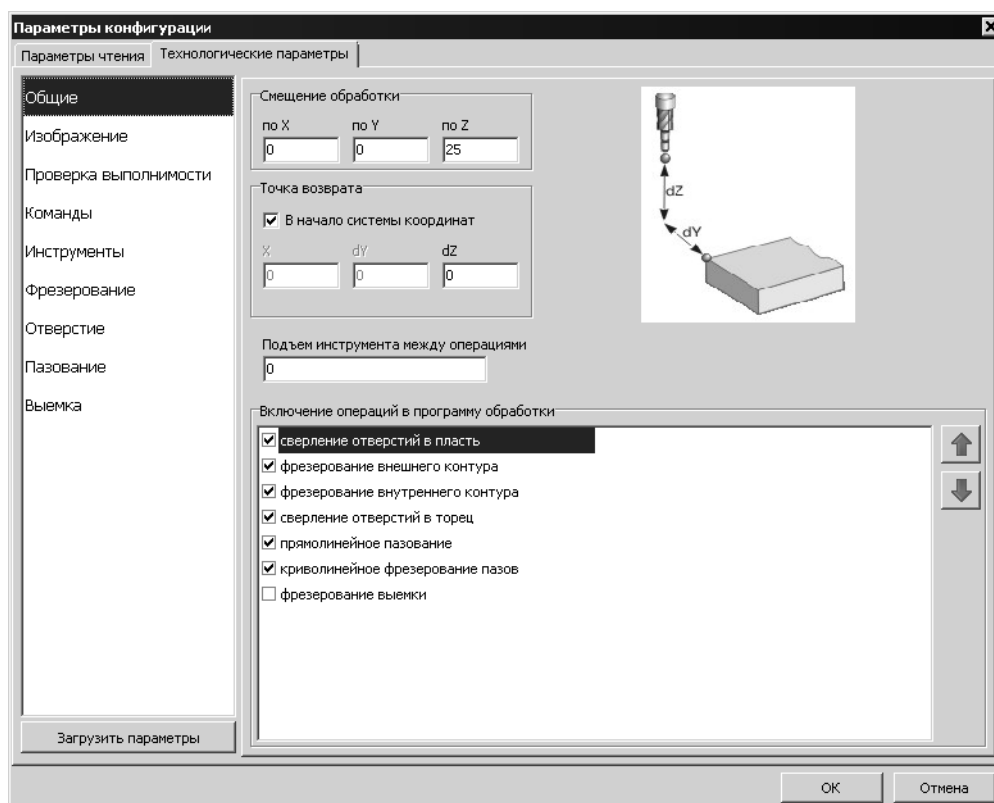 Параметры конфигурации
Параметры чтения
Технологические параметры
Общие
Изображение
Проверка выполнимости
Команды
Инструменты
Фрезерование
Отверстие
Пазование
Выемка
Загрузить параметры
Смещение обработки
по X
по Y
по Z
0
0
25
Точка возврата
В начало системы координат
X
dY
dZ
0
0
0
Подъем инструмента между операциями
0
dZ
dY
Включение операций в программу обработки
сверление отверстий в пласть
фрезерование внешнего контура
фрезерование внутреннего контура
сверление отверстий в торец
прямолинейное пазование
криволинейное фрезерование пазов
фрезерование выемки
ОК
Отмена